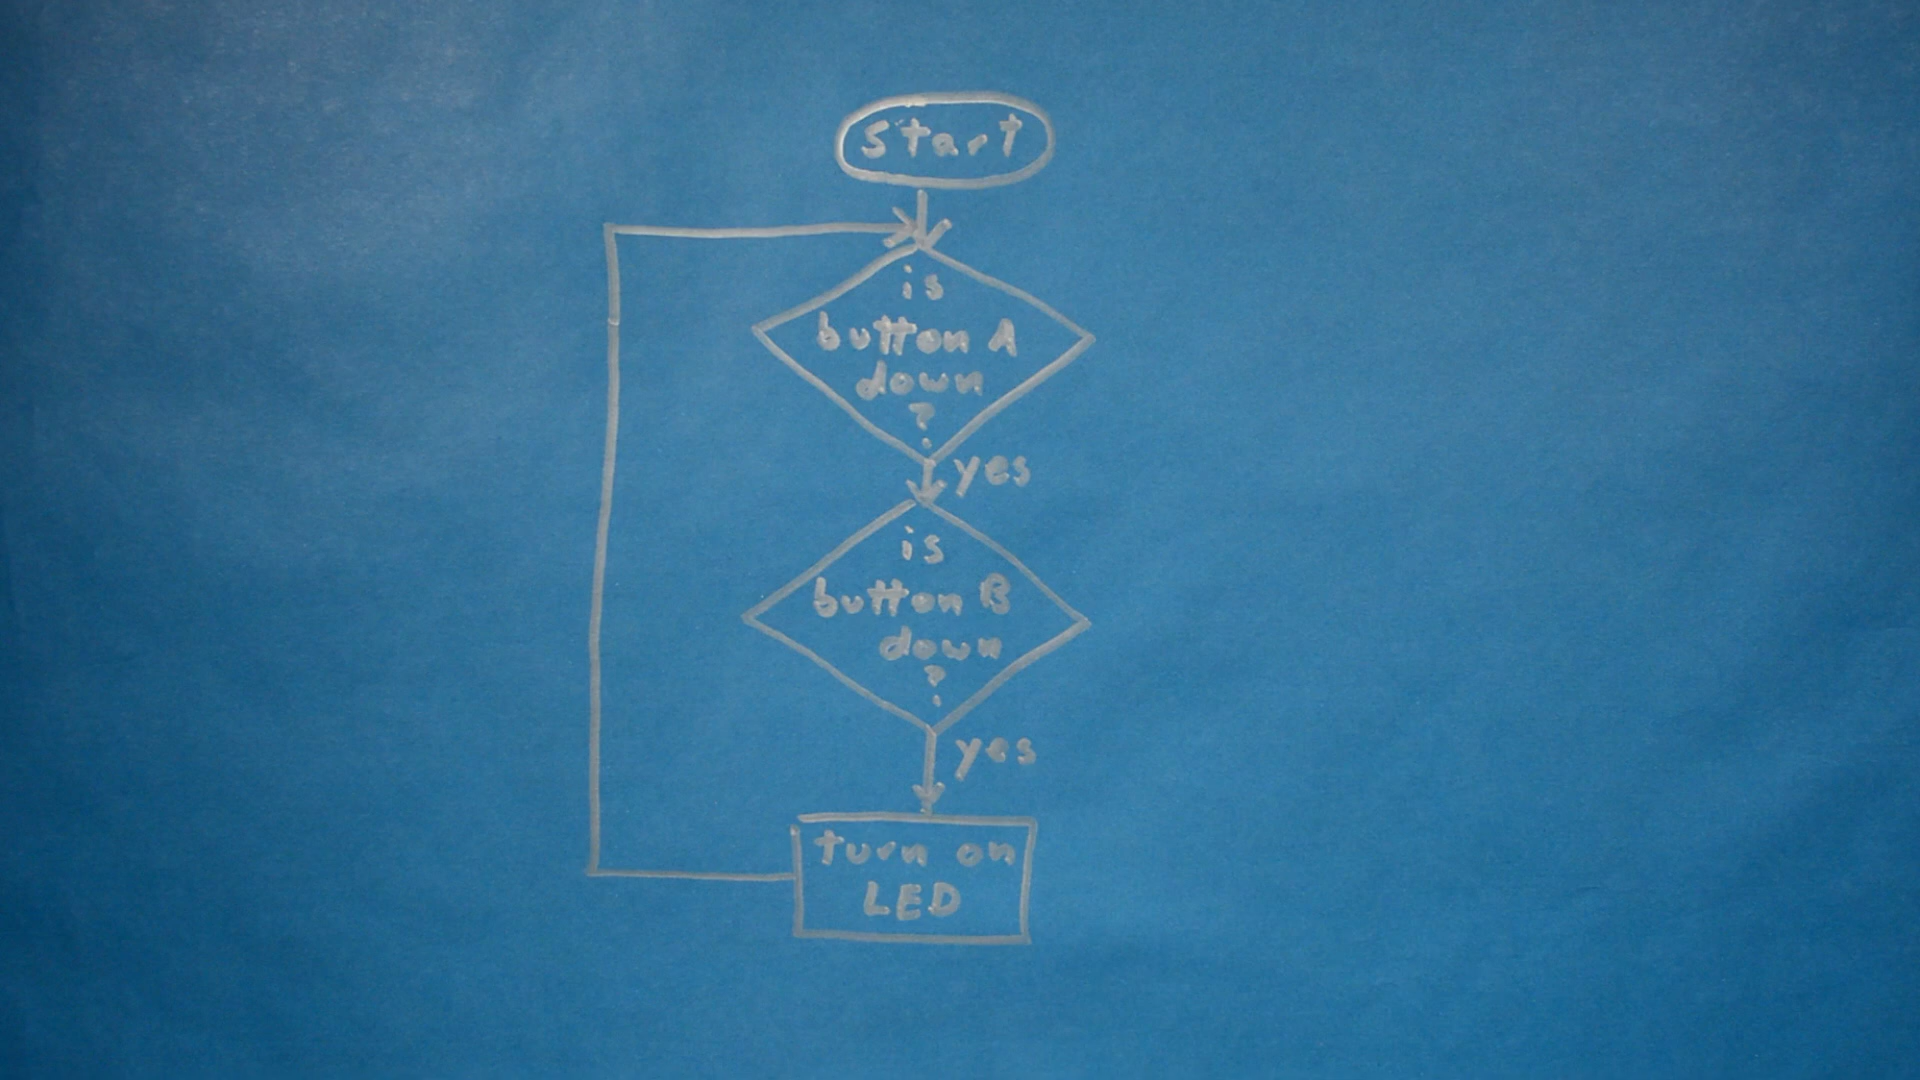 start
is
button A
down
?
yes
is
button B
down
?
yes
turn on
LED